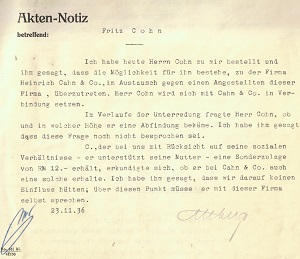 Akten-Notiz
betreffend:
Fritz Cohn
Ich habe heute Herrn Cohn zu mir bestellt und
ihm gesagt, dass die Möglichkeit für ihn bestehe, zu der Firma
Heinrich Cahn & Co., in Austausch gegen einen Angestellten dieser
Firma, überzutreten. Herr Cohn wird sich mit Cahn & Co. in Ver-
bindung setzen.
Im Verlaufe der Unterredung fragte Herr Cohn, ob
und in welcher Höhe er eine Abfindung bekäme. Ich habe ihm gesagt
dass diese Frage noch nicht besprochen sei.
C., der bei uns mit Rücksicht auf seine sozialen
Verhältnisse - er unterstützt seine Mutter - eine Sonderzulage
von RM 12.- erhält, erkundigte sich, ob er bei Cahn & Co. auch
eine solche erhalte. Ich habe ihm gesagt, dass wir darauf keinen
Einfluss hätten; über diesen Punkt müsse er mit dieser Firma
selbst sprechen.
23.11.36